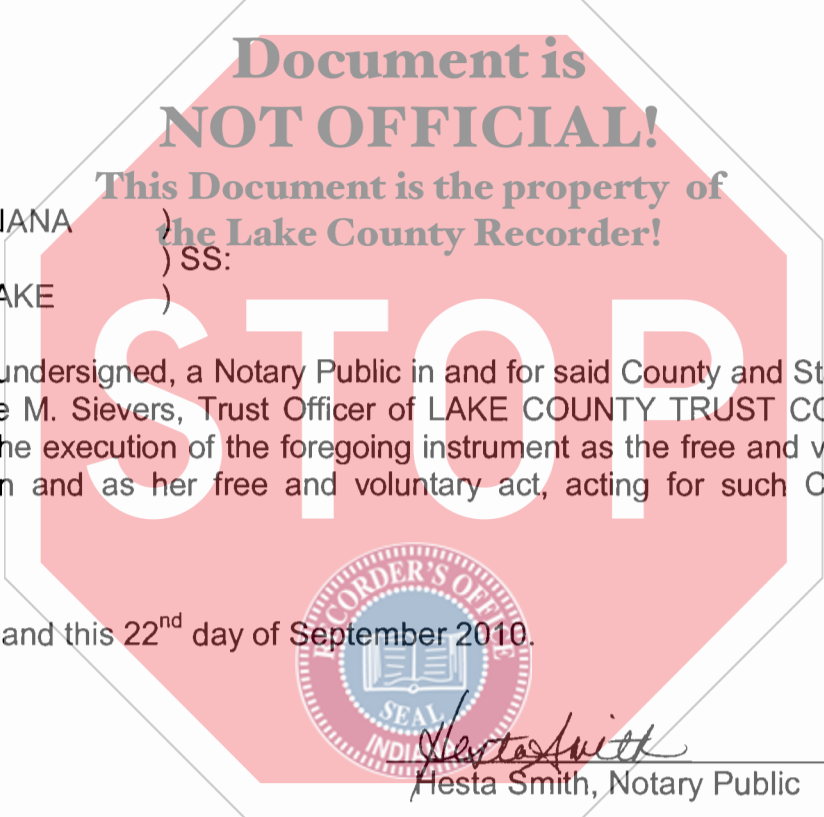 Document is
NOT OFFICIAL!
This Document is the property of
the Lake County Recorder!
IANA )
) SS:
AKE )
STOP
undersigned, a Notary Public in and for said County and St
e M. Sievers, Trust Officer of LAKE COUNTY TRUST CO
he execution of the foregoing instrument as the free and v
n and as her free and voluntary act, acting for such C
and this 22nd day of September 2010.
RECORDER'S OFFICE
SEAL
INDIANA
Hesta Smith
Hesta Smith, Notary Public